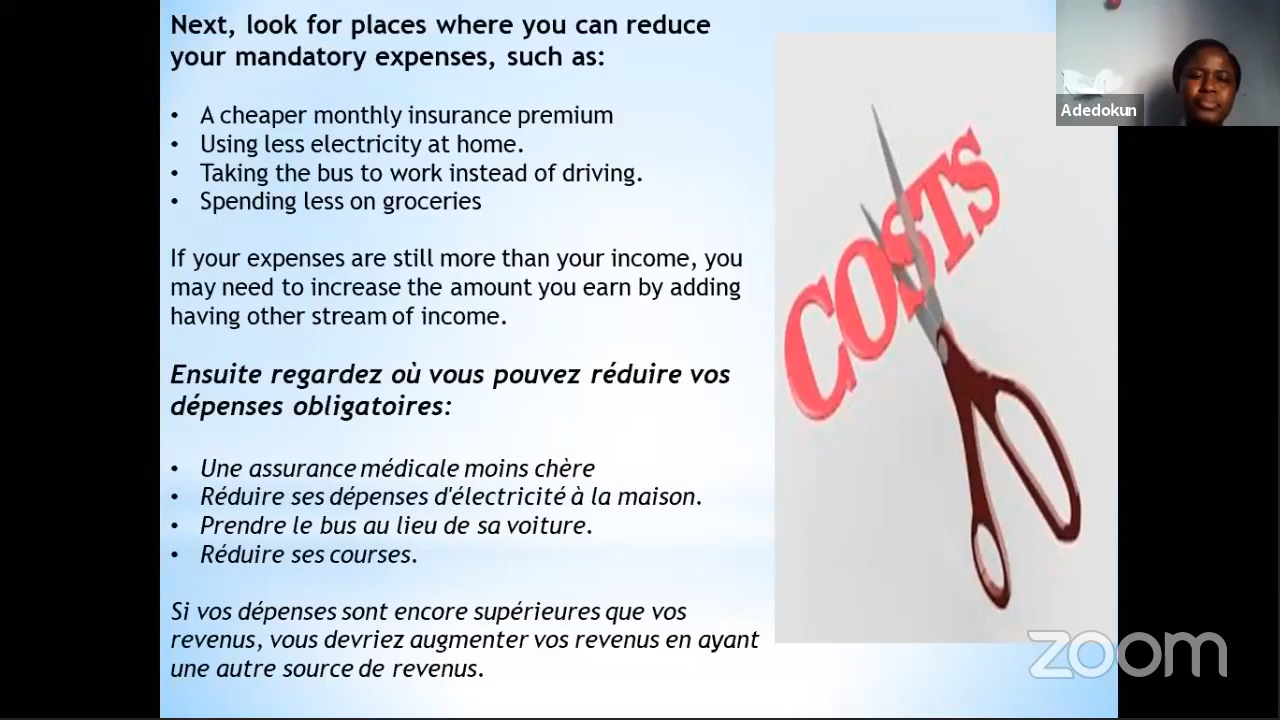 Next, look for places where you can reduce
your mandatory expenses, such as:
• A cheaper monthly insurance premium
• Using less electricity at home.
• Taking the bus to work instead of driving.
• Spending less on groceries
If your expenses are still more than your income, you
may need to increase the amount you earn by adding
having other stream of income.
Ensuite regardez où vous pouvez réduire vos
dépenses obligatoires:
• Une assurance médicale moins chère
• Réduire ses dépenses d'électricité à la maison.
• Prendre le bus au lieu de sa voiture.
• Réduire ses courses.
Si vos dépenses sont encore supérieures que vos
revenus, vous devriez augmenter vos revenus en ayant
une autre source de revenus.
COSTS
Adedokun
zoom